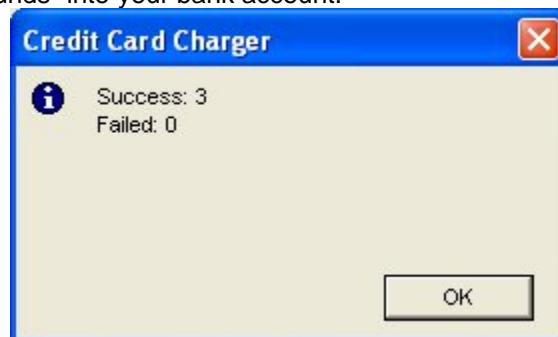 into your bank account.
Credit Card Charger
Success: 3
Failed: 0
OK